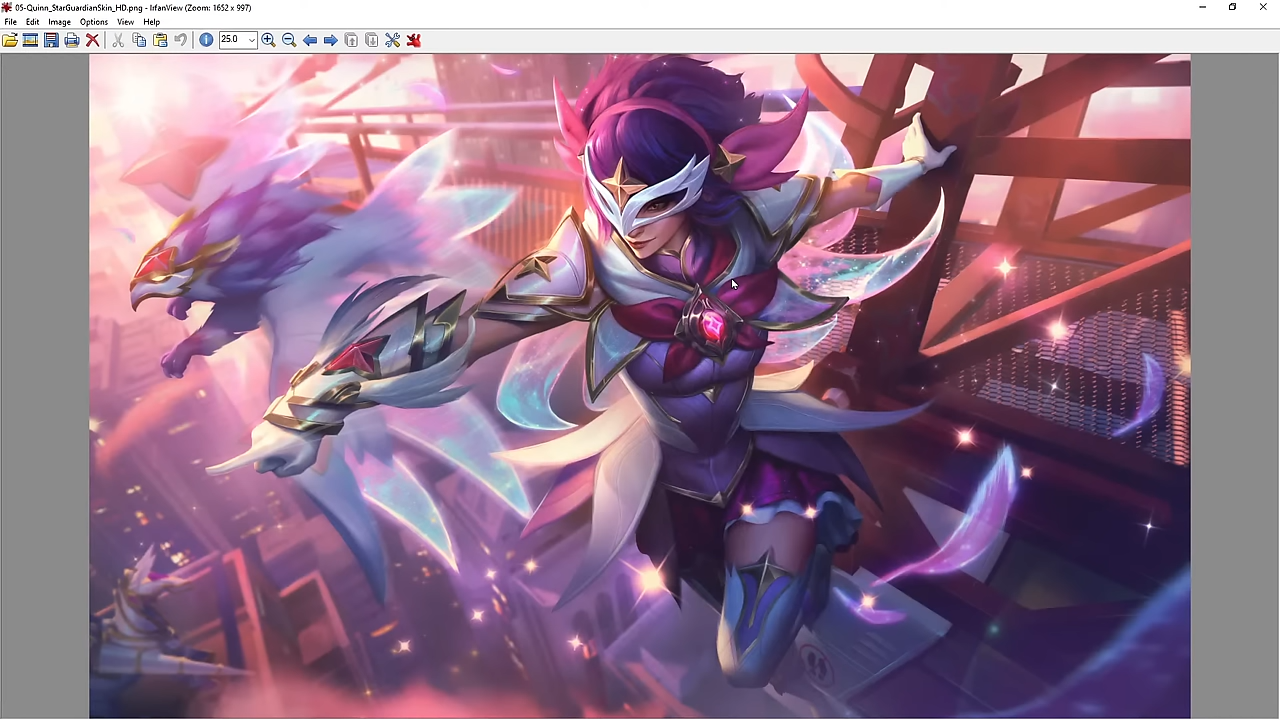 05-Quinn_StarGuardianSkin_HD.png - IrfanView (Zoom: 1652 x 997)
File Edit Image Options View Help
25.0